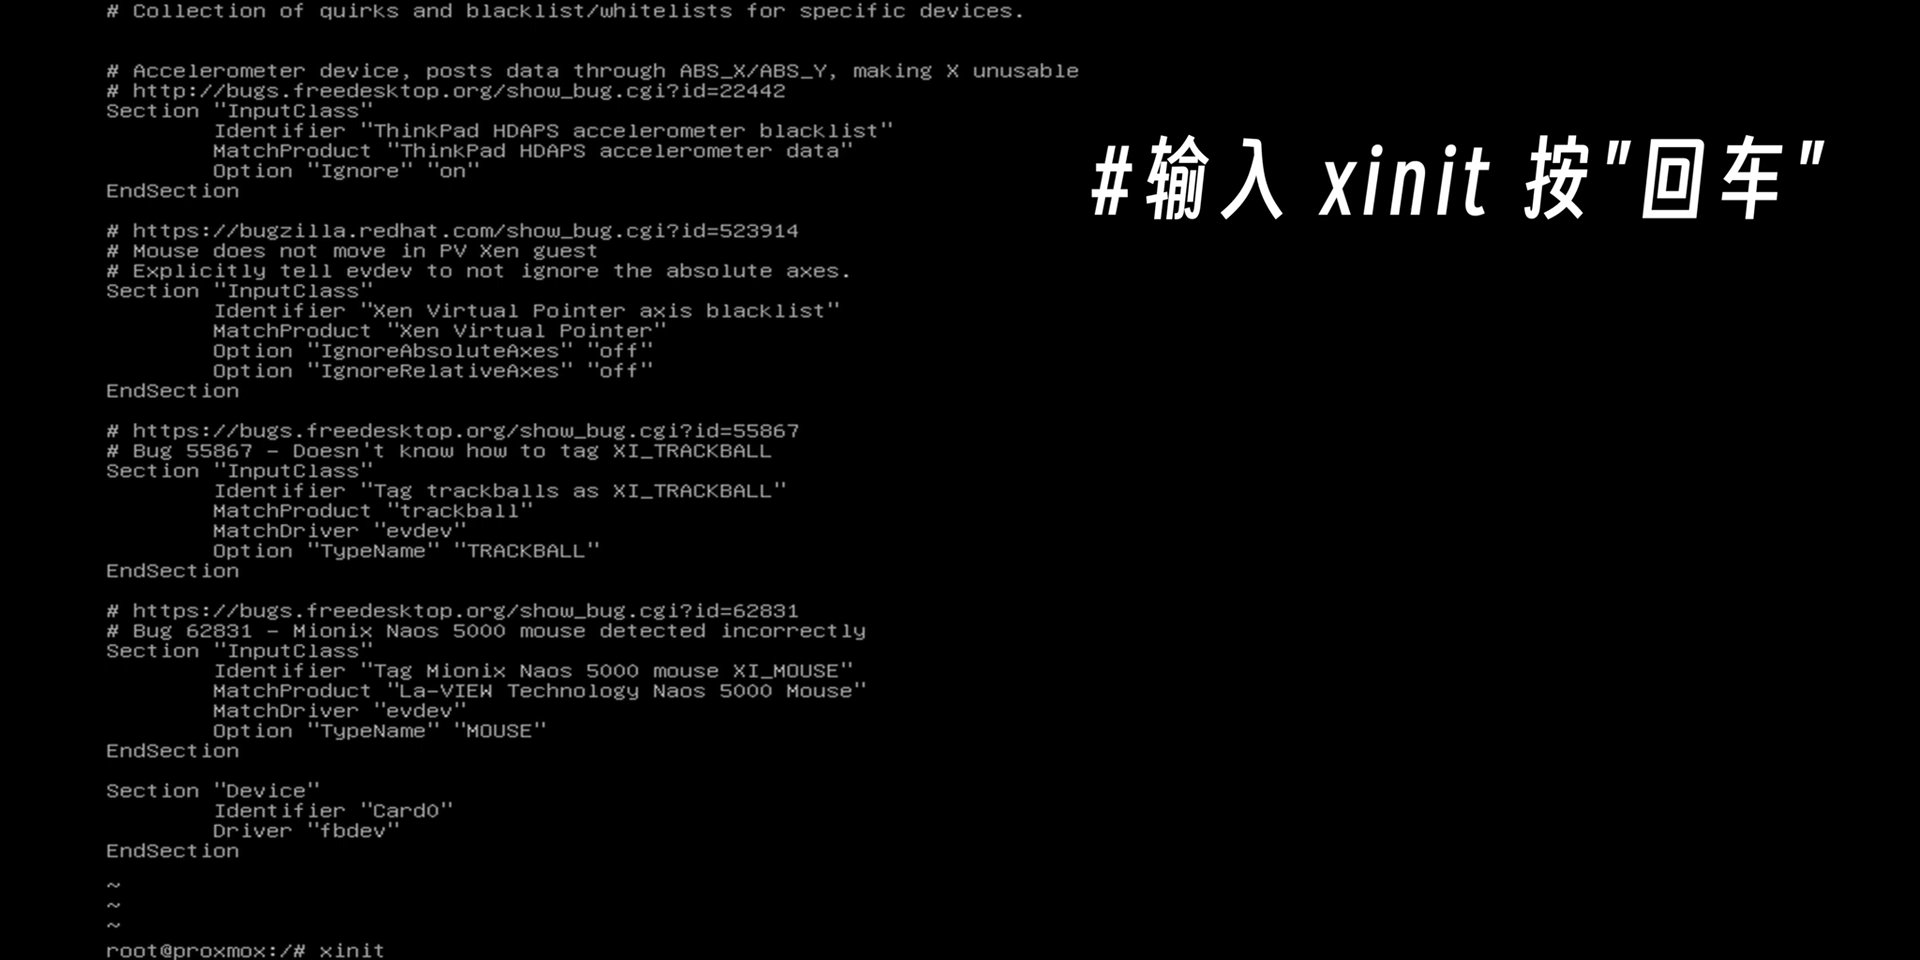 # Collection of quirks and blacklist/whitelists for specific devices.
# Accelerometer device, posts data through ABS_X/ABS_Y, making X unusable
# http://bugs.freedesktop.org/show_bug.cgi?id=22442
Section "InputClass"
        Identifier "ThinkPad HDAPS accelerometer blacklist"
        MatchProduct "ThinkPad HDAPS accelerometer data"
        Option "Ignore" "on"
EndSection
#输入 xinit 按"回车"
# https://bugzilla.redhat.com/show_bug.cgi?id=523914
# Mouse does not move in PV Xen guest
# Explicitly tell evdev to not ignore the absolute axes.
Section "InputClass"
        Identifier "Xen Virtual Pointer axis blacklist"
        MatchProduct "Xen Virtual Pointer"
        Option "IgnoreAbsoluteAxes" "off"
        Option "IgnoreRelativeAxes" "off"
EndSection
# https://bugs.freedesktop.org/show_bug.cgi?id=55867
# Bug 55867 - Doesn't know how to tag XI_TRACKBALL
Section "InputClass"
        Identifier "Tag trackballs as XI_TRACKBALL"
        MatchProduct "trackball"
        MatchDriver "evdev"
        Option "TypeName" "TRACKBALL"
EndSection
# https://bugs.freedesktop.org/show_bug.cgi?id=62831
# Bug 62831 - Mionix Naos 5000 mouse detected incorrectly
Section "InputClass"
        Identifier "Tag Mionix Naos 5000 mouse XI_MOUSE"
        MatchProduct "La-VIEW Technology Naos 5000 Mouse"
        MatchDriver "evdev"
        Option "TypeName" "MOUSE"
EndSection
Section "Device"
        Identifier "Card0"
        Driver "fbdev"
EndSection
~
~
~
root@proxmox:/# xinit